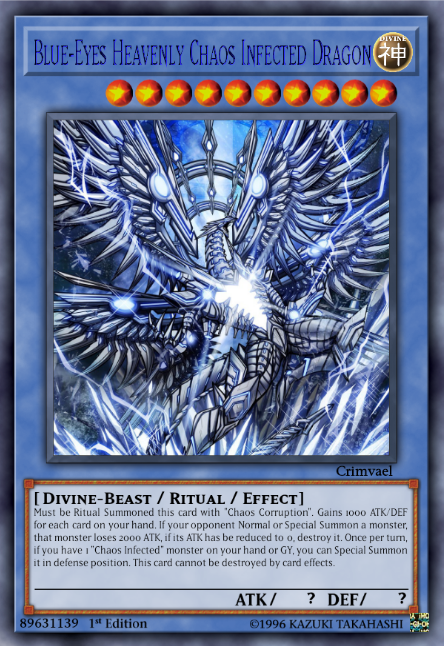 BLUE-EYES HEAVENLY CHAOS INFECTED DRAGON
DIVINE
神
Crimvael
[ DIVINE-BEAST / RITUAL / EFFECT ]
Must be Ritual Summoned this card with "Chaos Corruption". Gains 1000 ATK/DEF
for each card on your hand. If your opponent Normal or Special Summon a monster,
that monster loses 2000 ATK, if its ATK has be reduced to 0, destroy it. Once per turn,
if you have 1 "Chaos Infected" monster on your hand or GY, you can Special Summon
it in defense position. This card cannot be destroyed by card effects.
ATK/ ? DEF/ ?
89631139 1st Edition ©1996 KAZUKI TAKAHASHI